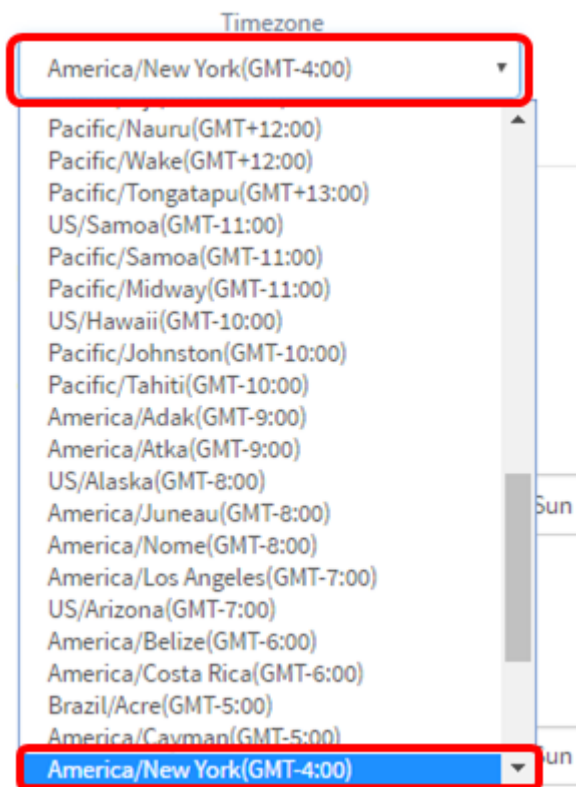 Timezone
America/New York(GMT-4:00)
Pacific/Nauru(GMT+12:00)
Pacific/Wake(GMT+12:00)
Pacific/Tongatapu(GMT+13:00)
US/Samoa(GMT-11:00)
Pacific/Samoa(GMT-11:00)
Pacific/Midway(GMT-11:00)
US/Hawaii(GMT-10:00)
Pacific/Johnston(GMT-10:00)
Pacific/Tahiti(GMT-10:00)
America/Adak(GMT-9:00)
America/Atka(GMT-9:00)
US/Alaska(GMT-8:00)
America/Juneau(GMT-8:00)
Sun
America/Nome(GMT-8:00)
America/Los Angeles(GMT-7:00)
US/Arizona(GMT-7:00)
America/Belize(GMT-6:00)
America/Costa Rica(GMT-6:00)
Brazil/Acre(GMT-5:00)
America/Cayman(GMT-5:00)
America/New York(GMT-4:00)
Sun